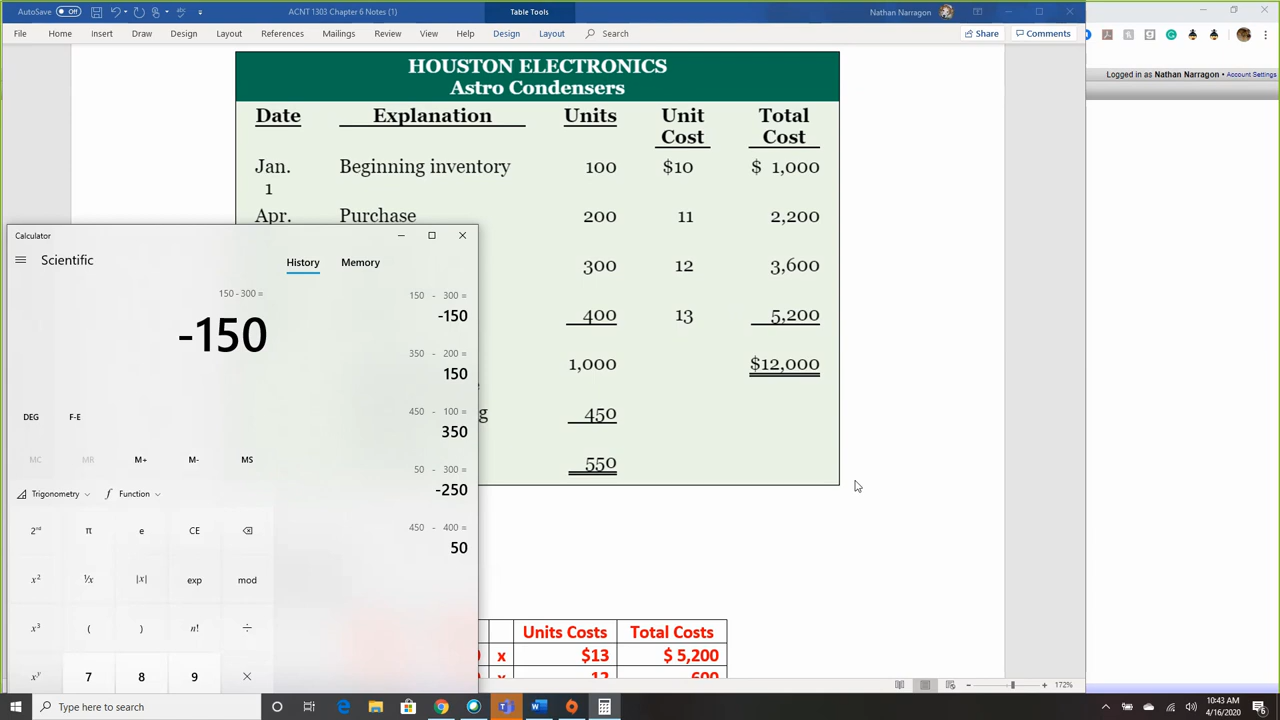 AutoSave Off ACNT 1303 Chapter 6 Notes (1) Table Tools Nathan Narragon
File Home Insert Draw Design Layout References Mailings Review View Help Design Layout Search Share Comments
Logged in as Nathan Narragon • Account Settings
HOUSTON ELECTRONICS
Astro Condensers
Date Explanation Units Unit Cost Total Cost
Jan. 1 Beginning inventory 100 $10 $ 1,000
Apr. Purchase 200 11 2,200
300 12 3,600
400 13 5,200
1,000 $12,000
450
550
Calculator
Scientific
History Memory
150 - 300 =
-150
150 - 300 =
-150
350 - 200 =
150
450 - 100 =
350
50 - 300 =
-250
450 - 400 =
50
DEG F-E
MC MR M+ M- MS
Trigonometry Function
2ⁿᵈ π e CE
x² ¹/x |x| exp mod
x³ ( ) n! ÷
xʸ 7 8 9 ×
Units Costs Total Costs
x $13 $ 5,200
x 12 600
172%
Type here to search
10:43 AM
4/16/2020
6